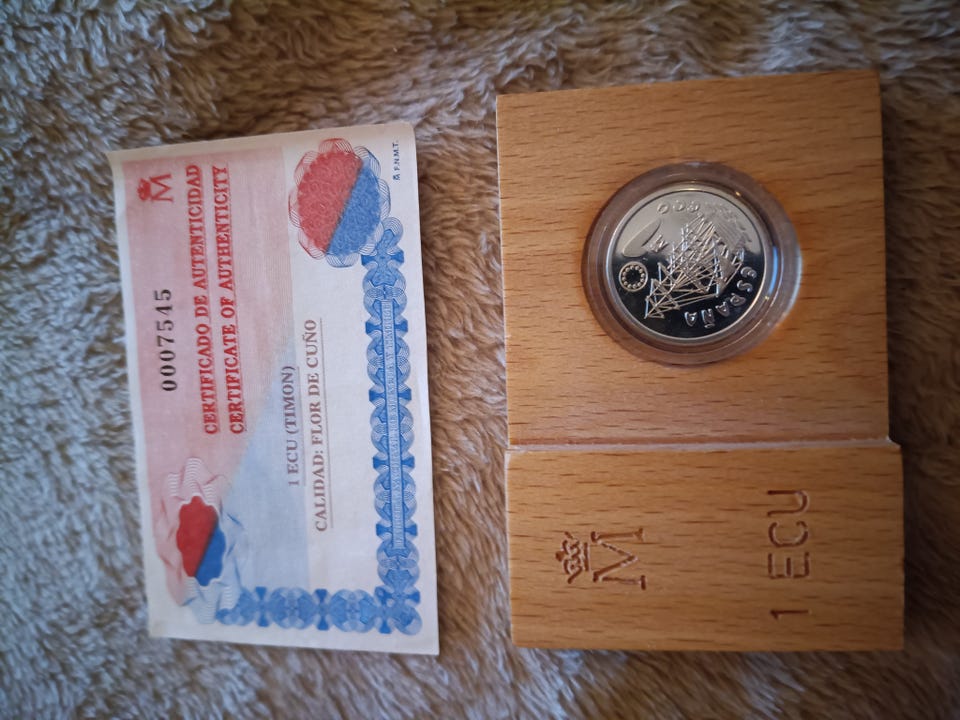 M
0007545
CERTIFICADO DE AUTENTICIDAD
CERTIFICATE OF AUTHENTICITY
1 ECU (TIMON)
CALIDAD: FLOR DE CUÑO
M F.N.M.T.
ESPAÑA
M
1 ECU